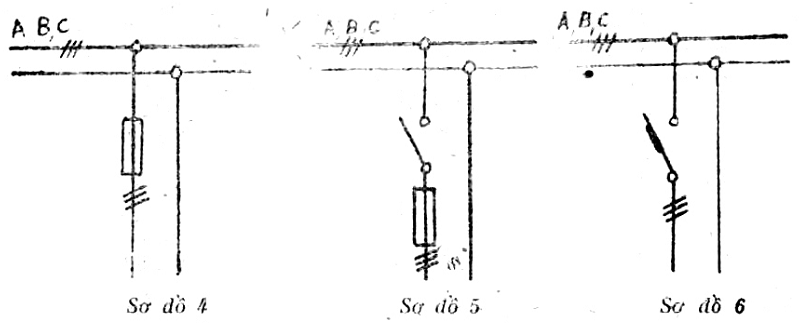 A B, C
A B C
A, B, C
Sơ đồ 4
Sơ đồ 5
Sơ đồ 6